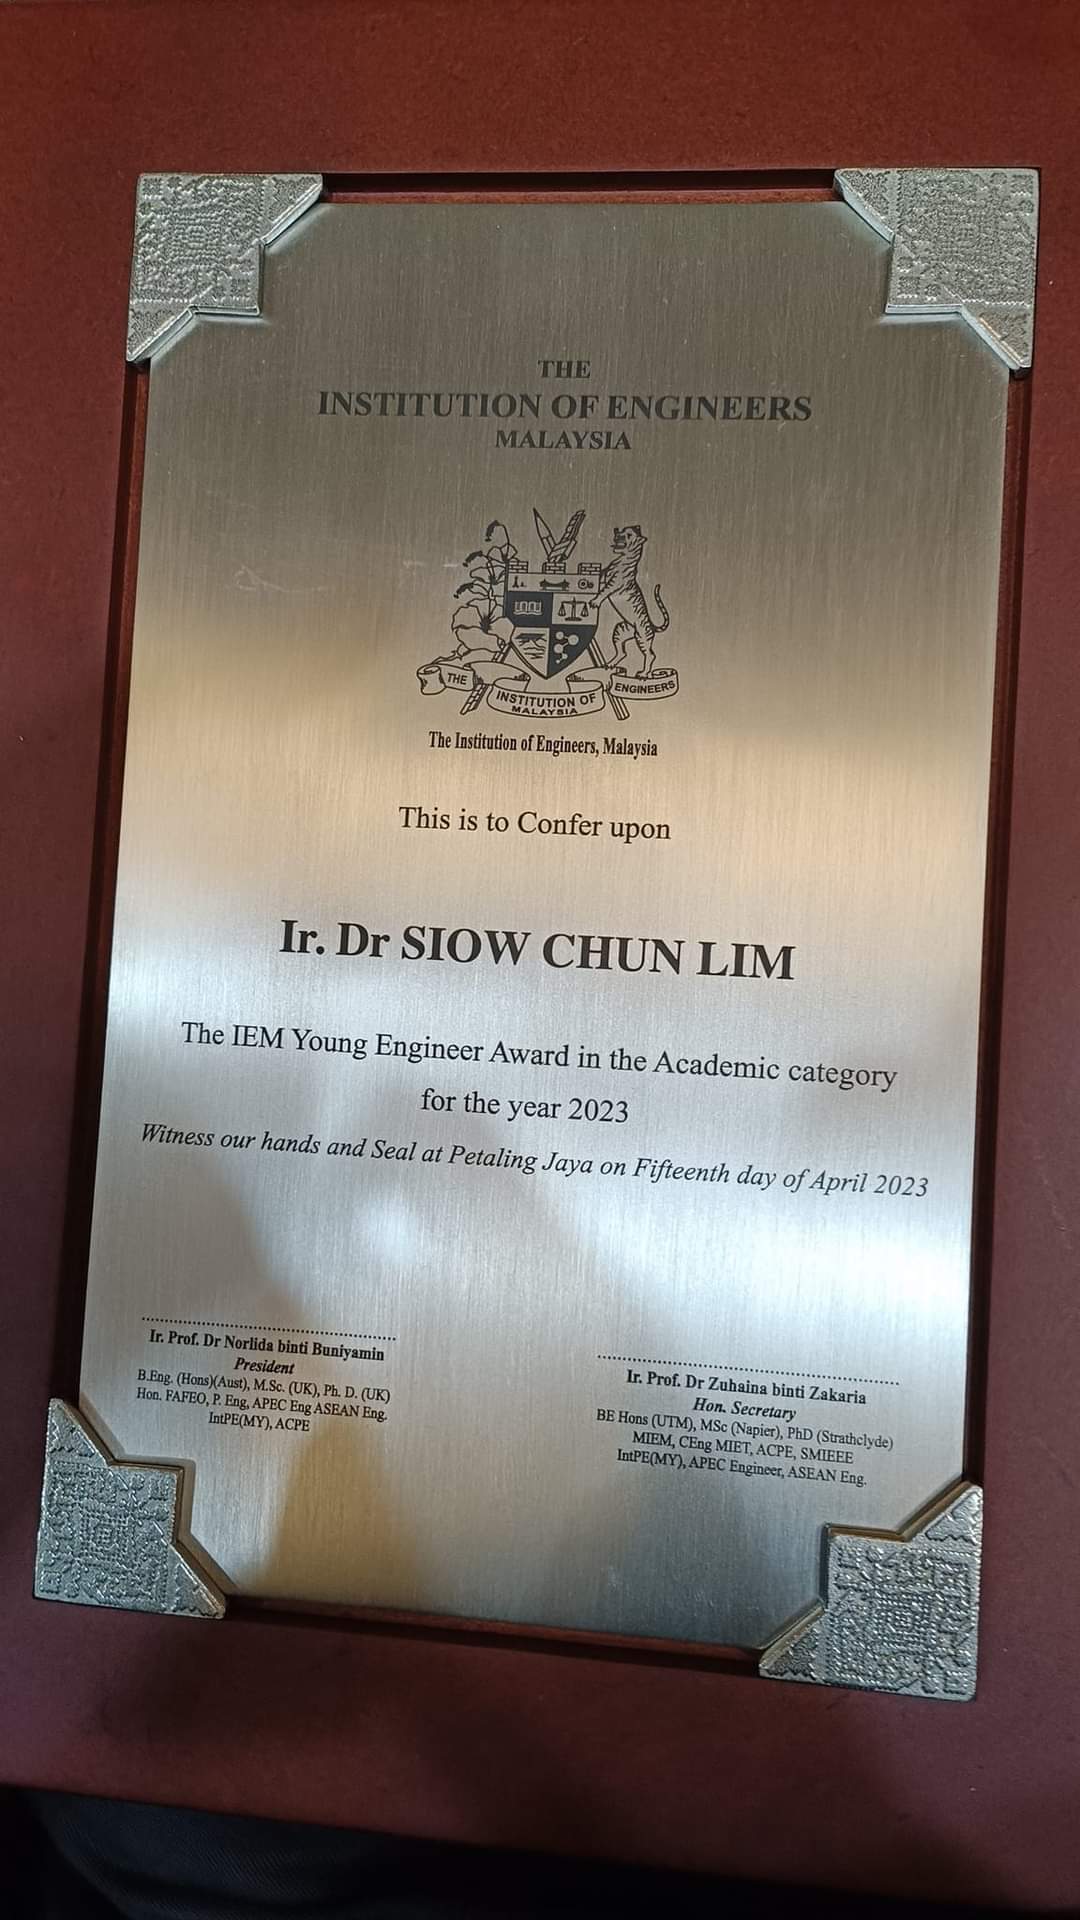 THE
INSTITUTION OF ENGINEERS
MALAYSIA
THE
INSTITUTION OF
MALAYSIA
ENGINEERS
The Institution of Engineers, Malaysia
This is to Confer upon
Ir. Dr SIOW CHUN LIM
The IEM Young Engineer Award in the Academic category
for the year 2023
Witness our hands and Seal at Petaling Jaya on Fifteenth day of April 2023
Ir. Prof. Dr Norlida binti Buniyamin
President
B.Eng. (Hons)(Aust), M.Sc. (UK), Ph. D. (UK)
Hon. FAFEO, P. Eng, APEC Eng ASEAN Eng.
IntPE(MY), ACPE
Ir. Prof. Dr Zuhaina binti Zakaria
Hon. Secretary
BE Hons (UTM), MSc (Napier), PhD (Strathclyde)
MIEM, CEng MIET, ACPE, SMIEEE
IntPE(MY), APEC Engineer, ASEAN Eng.